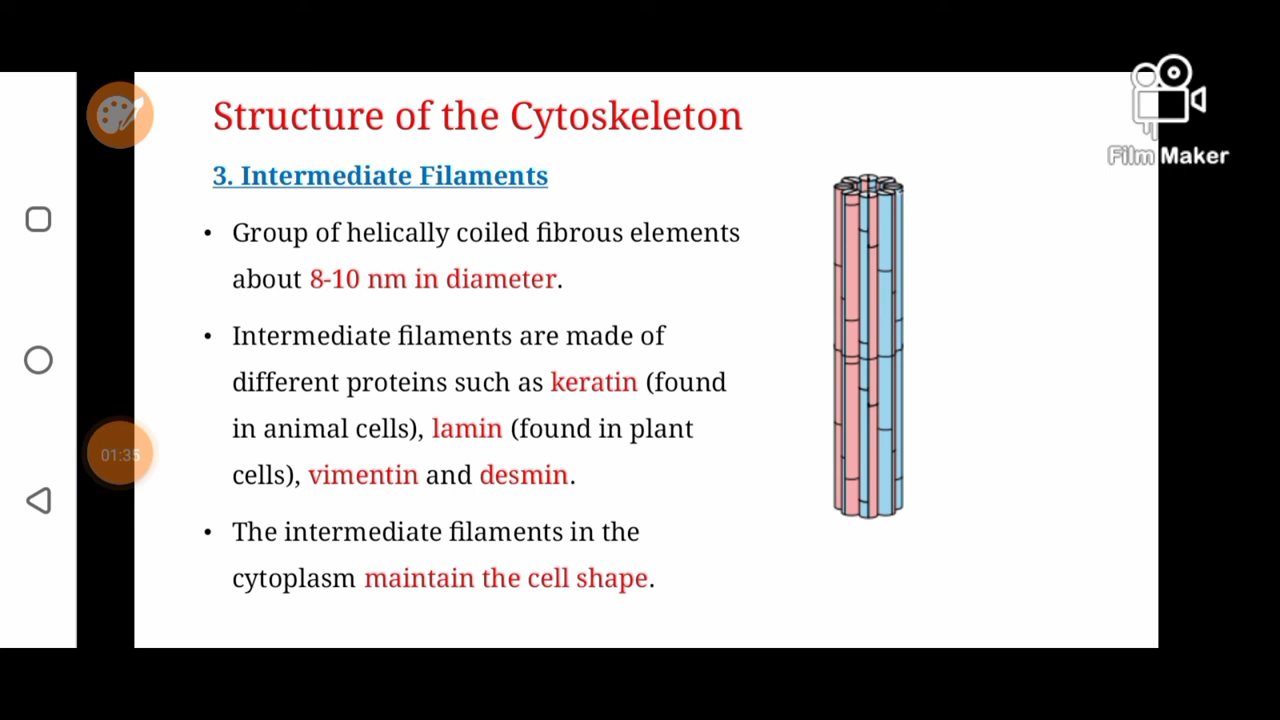 Structure of the Cytoskeleton
3. Intermediate Filaments
• Group of helically coiled fibrous elements
about 8-10 nm in diameter.
• Intermediate filaments are made of
different proteins such as keratin (found
in animal cells), lamin (found in plant
cells), vimentin and desmin.
• The intermediate filaments in the
cytoplasm maintain the cell shape.
Film Maker
01:35